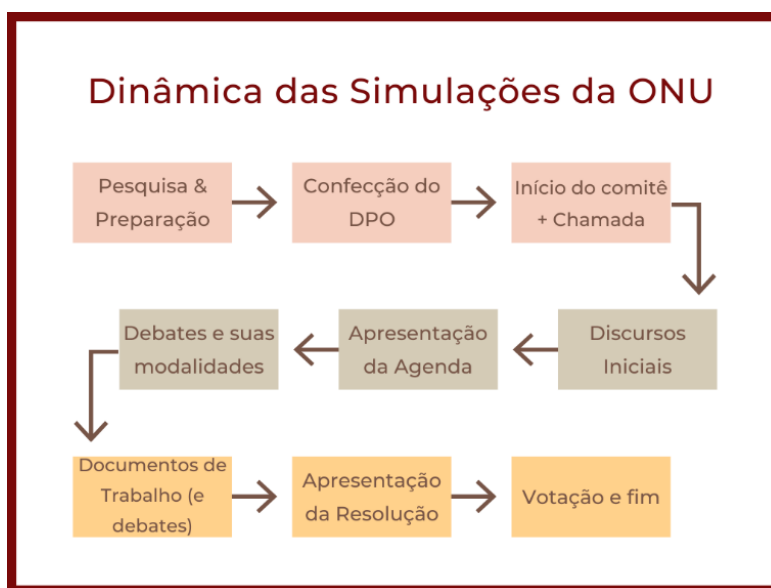 Dinâmica das Simulações da ONU
Pesquisa &
Preparação
Confecção do
DPO
Início do comitê
+ Chamada
Discursos
Iniciais
Apresentação
da Agenda
Debates e suas
modalidades
Documentos de
Trabalho (e
debates)
Apresentação
da Resolução
Votação e fim